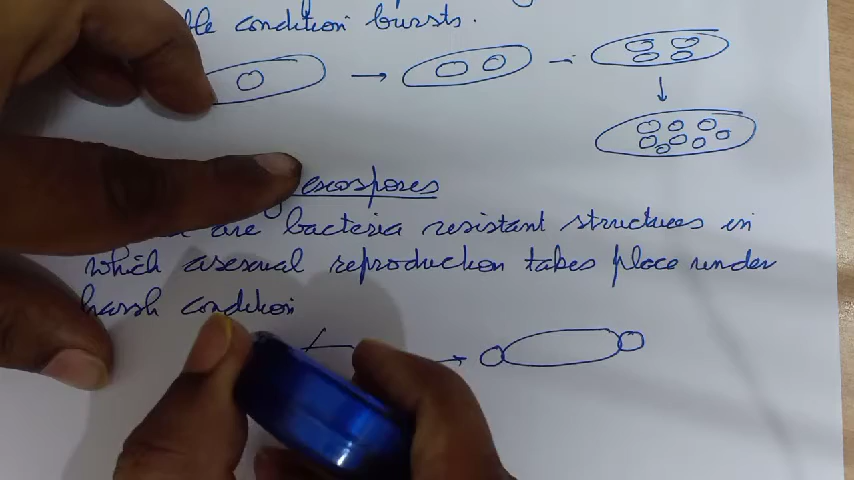 condition bursts.
exospores
are bacteria resistant structures in
which asexual reproduction takes place under
harsh condition